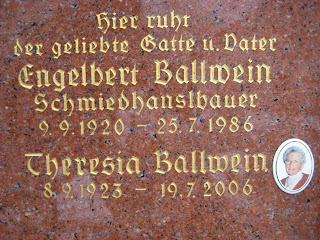 Hier ruht
der geliebte Gatte u. Vater
Engelbert Ballwein
Schmiedhanslbauer
9. 9. 1920 – 25. 7. 1986
Theresia Ballwein
8. 9. 1923 – 19. 7. 2006